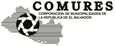 COMURES
CORPORACION DE MUNICIPALIDADES DE
LA REPUBLICA DE EL SALVADOR